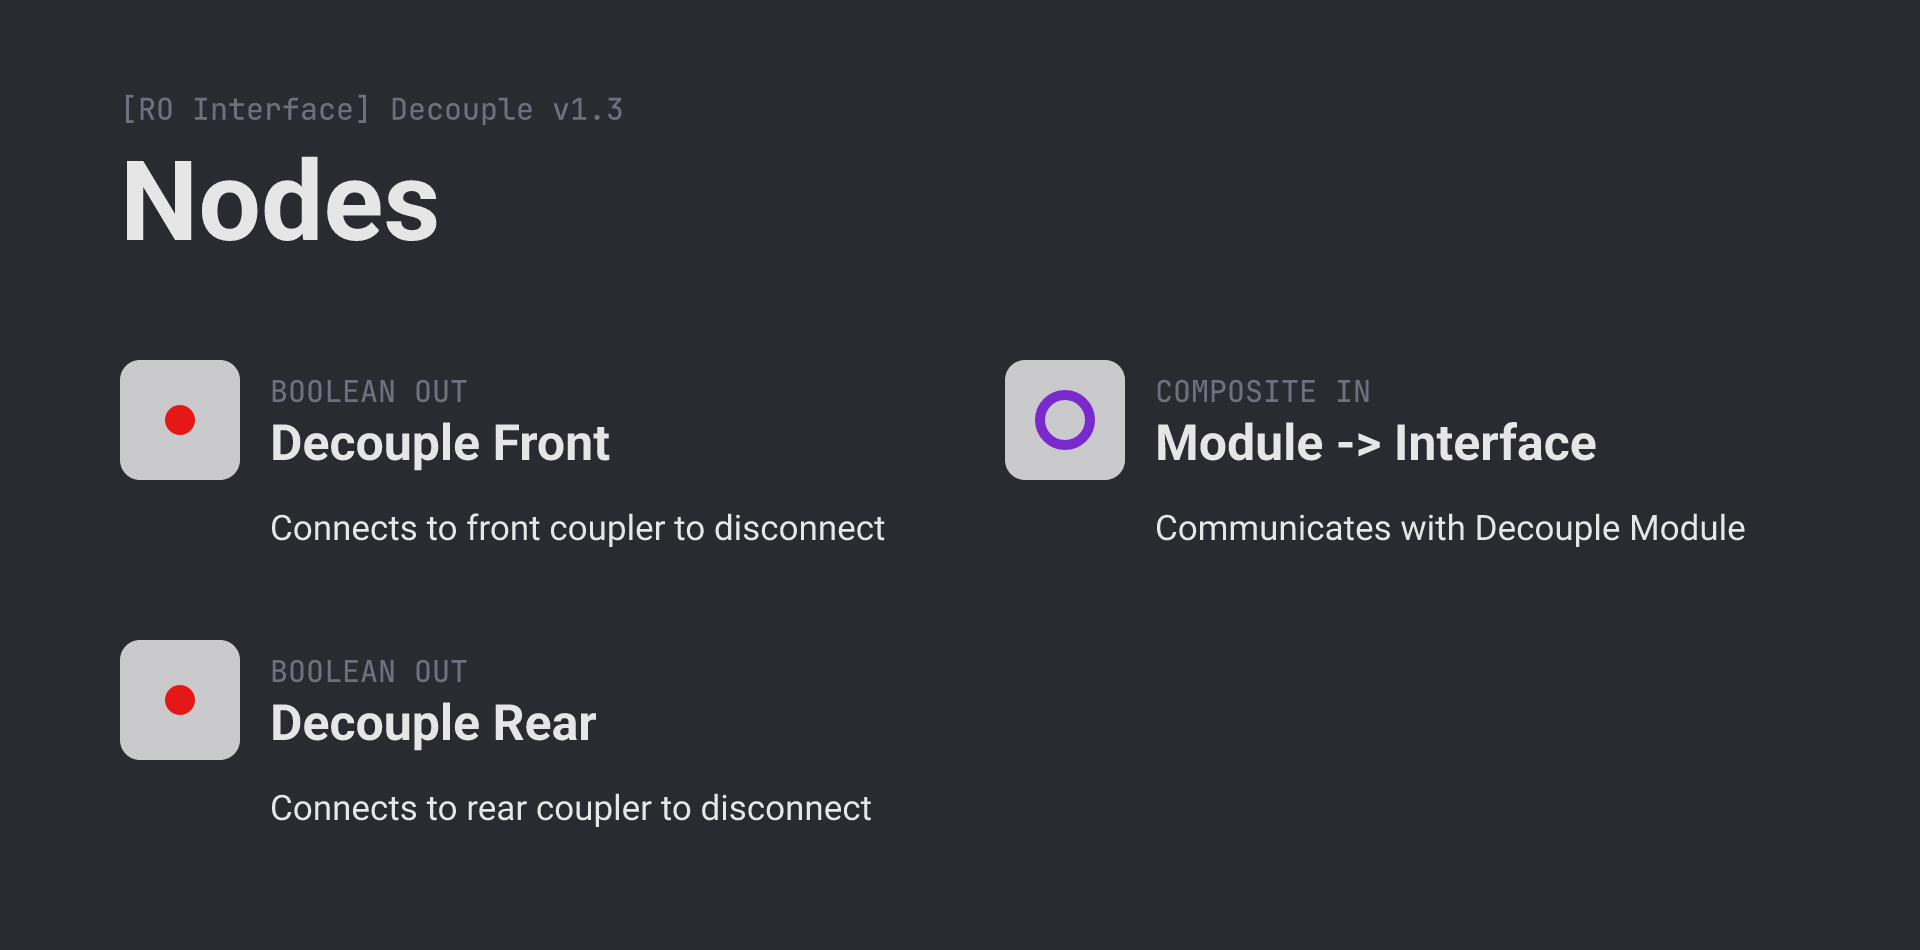 [RO Interface] Decouple v1.3
Nodes
BOOLEAN OUT
Decouple Front
Connects to front coupler to disconnect
COMPOSITE IN
Module -> Interface
Communicates with Decouple Module
BOOLEAN OUT
Decouple Rear
Connects to rear coupler to disconnect